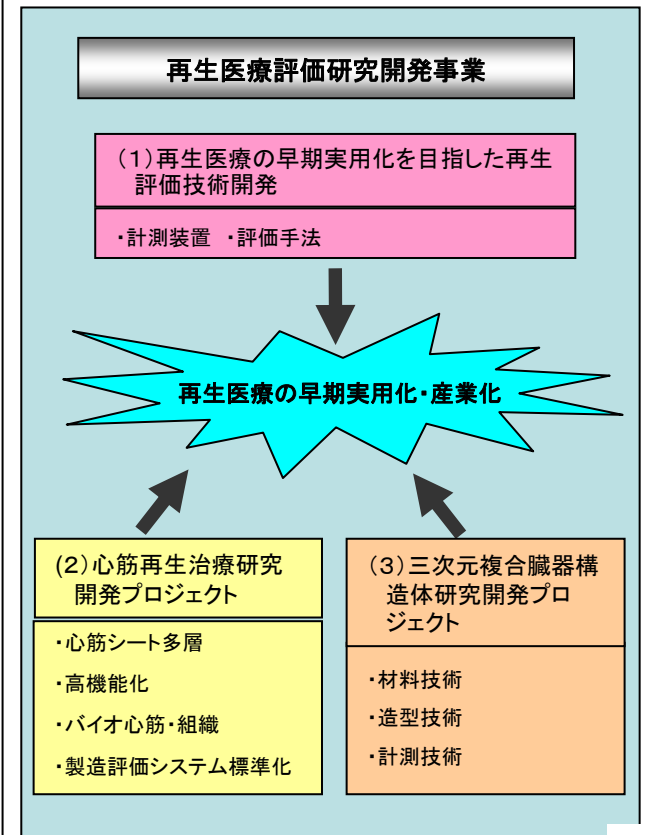 再生医療評価研究開発事業
（１）再生医療の早期実用化を目指した再生
評価技術開発
・計測装置　・評価手法
再生医療の早期実用化・産業化
(２)心筋再生治療研究
開発プロジェクト
・心筋シート多層
・高機能化
・バイオ心筋・組織
・製造評価システム標準化
（３）三次元複合臓器構
造体研究開発プロ
ジェクト
・材料技術
・造型技術
・計測技術